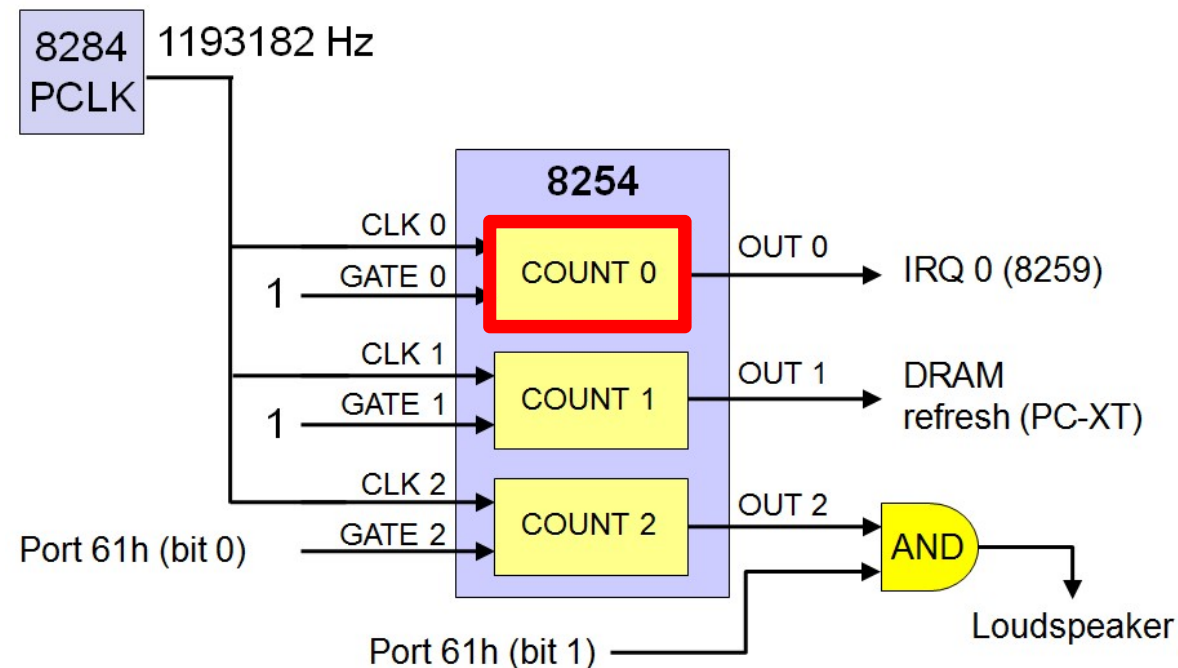 8284
PCLK
1193182 Hz
8254
CLK 0
GATE 0
1
COUNT 0
OUT 0
IRQ 0 (8259)
CLK 1
GATE 1
1
COUNT 1
OUT 1
DRAM
refresh (PC-XT)
CLK 2
GATE 2
Port 61h (bit 0)
COUNT 2
OUT 2
AND
Loudspeaker
Port 61h (bit 1)